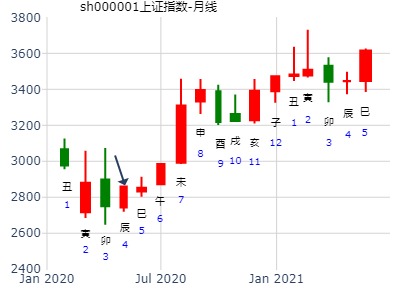 sh000001上证指数-月线
3800
3600
3400
3200
3000
2800
2600
2400
丑
1
寅
2
卯
3
辰
4
巳
5
午
6
未
7
申
8
酉
9
戌
10
亥
11
子
12
丑
1
寅
2
卯
3
辰
4
巳
5
Jan 2020
Jul 2020
Jan 2021